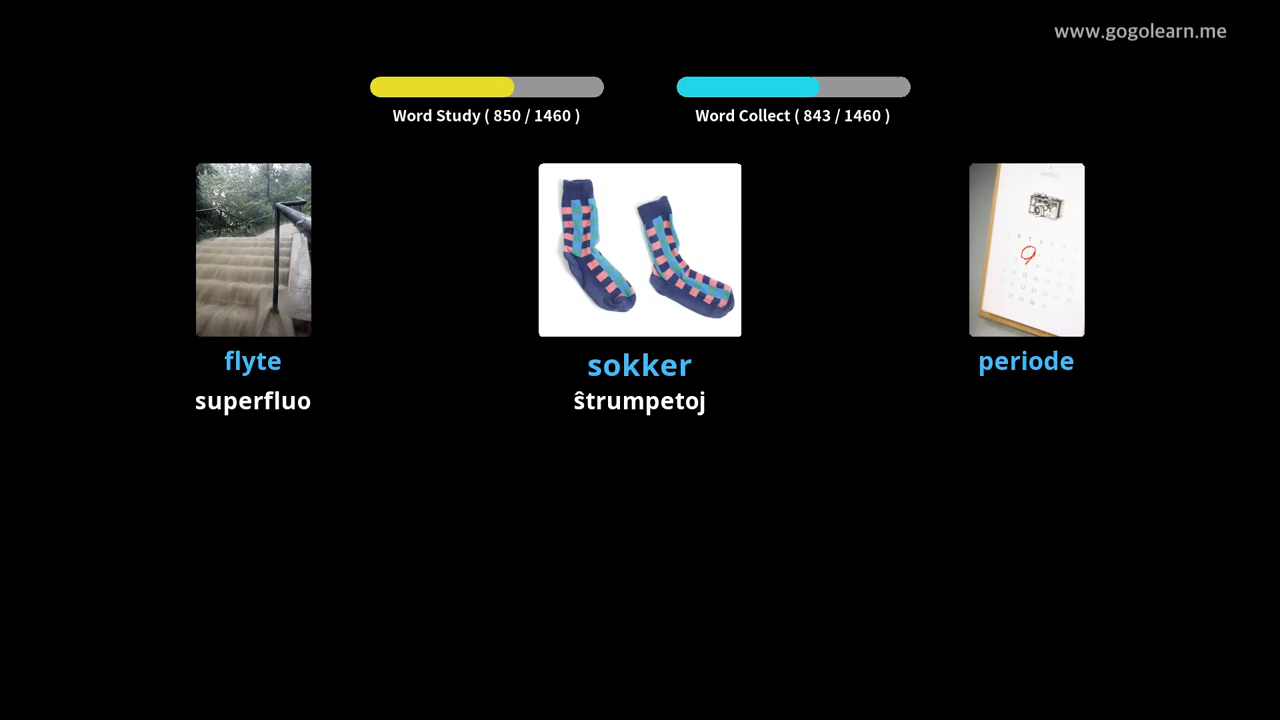 www.gogolearn.me
Word Study ( 850 / 1460 )
Word Collect ( 843 / 1460 )
flyte
sokker
periode
superfluo
ŝtrumpetoj